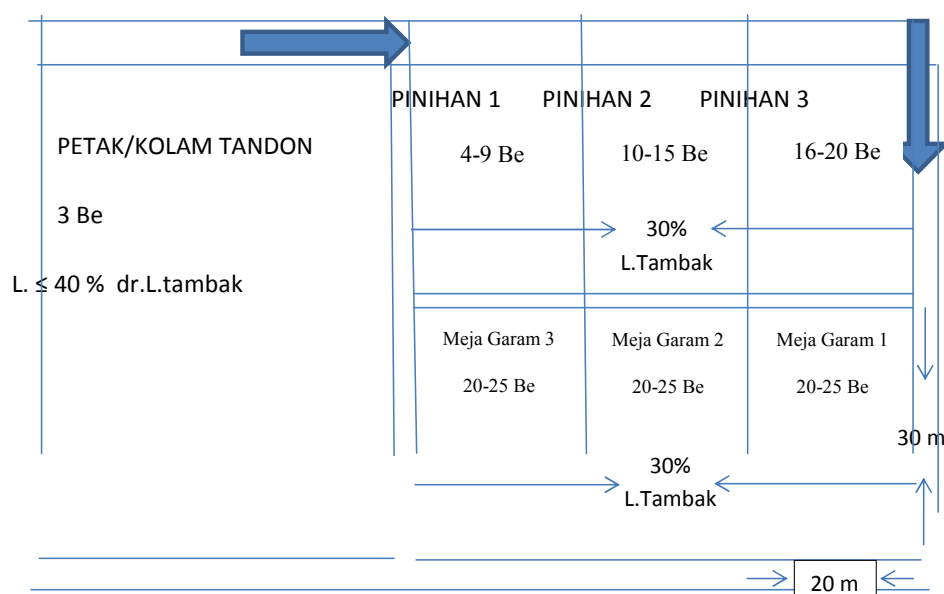 PINIHAN 1 PINIHAN 2 PINIHAN 3
PETAK/KOLAM TANDON
4-9 Be 10-15 Be 16-20 Be
3 Be
30%
L.Tambak
L. ≤ 40 % dr.L.tambak
Meja Garam 3 Meja Garam 2 Meja Garam 1
20-25 Be 20-25 Be 20-25 Be
30 m
30%
L.Tambak
20 m